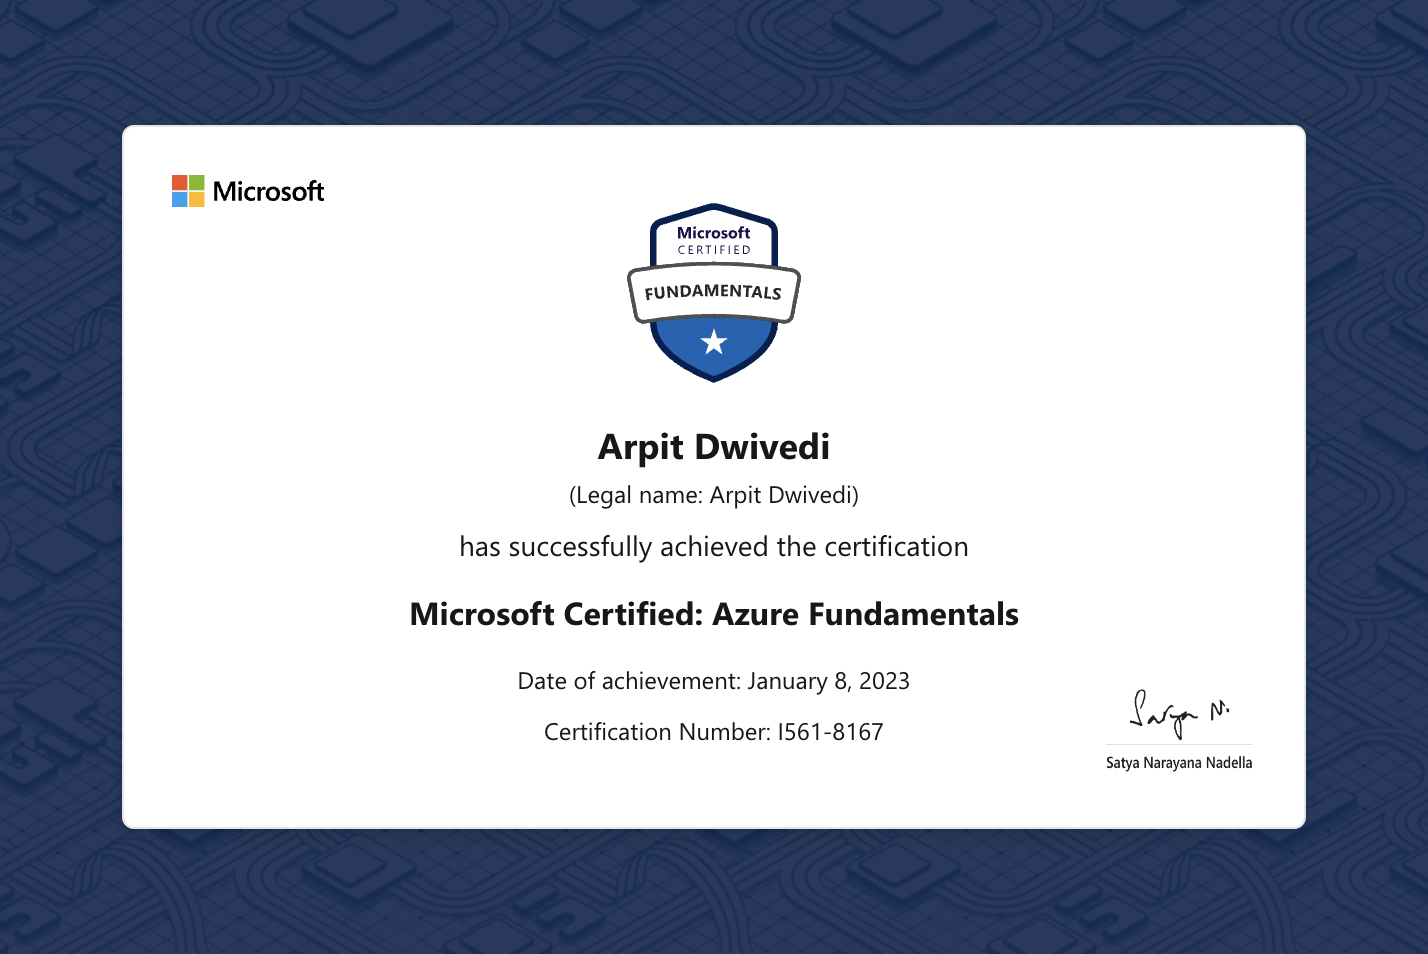 Microsoft
Microsoft
CERTIFIED
FUNDAMENTALS
Arpit Dwivedi
(Legal name: Arpit Dwivedi)
has successfully achieved the certification
Microsoft Certified: Azure Fundamentals
Date of achievement: January 8, 2023
Certification Number: I561-8167
Satya N.
Satya Narayana Nadella